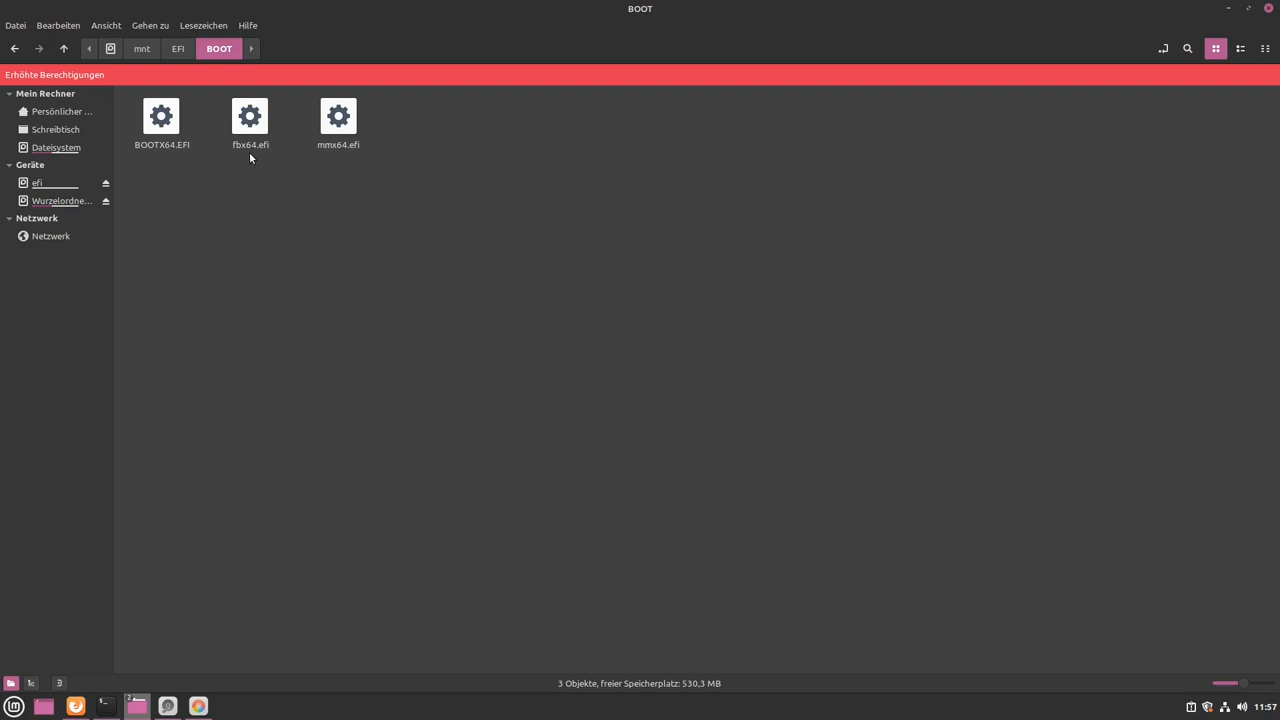 BOOT
Datei Bearbeiten Ansicht Gehen zu Lesezeichen Hilfe
mnt EFI BOOT
Erhöhte Berechtigungen
Mein Rechner
Persönlicher ...
Schreibtisch
Dateisystem
Geräte
efi
Wurzelordne...
Netzwerk
Netzwerk
BOOTX64.EFI fbx64.efi mmx64.efi
3 Objekte, freier Speicherplatz: 530,3 MB
2
11:57